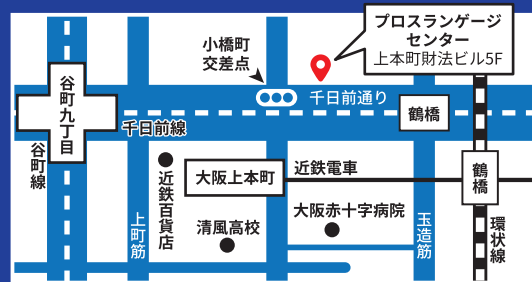 プロスランゲージ
センター
上本町財法ビル5F
小橋町
交差点
千日前通り
鶴橋
谷町九丁目
千日前線
谷町線
近鉄百貨店
大阪上本町
近鉄電車
鶴橋
上町筋
清風高校
大阪赤十字病院
玉造筋
環状線